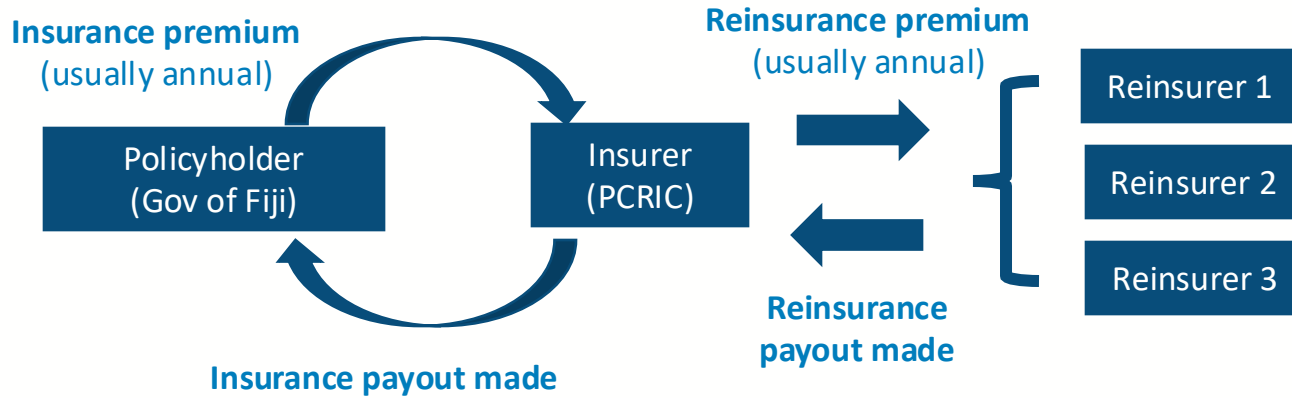 Insurance premium
(usually annual)
Reinsurance premium
(usually annual)
Policyholder
(Gov of Fiji)
Insurer
(PCRIC)
Reinsurer 1
Reinsurer 2
Reinsurer 3
Reinsurance
payout made
Insurance payout made